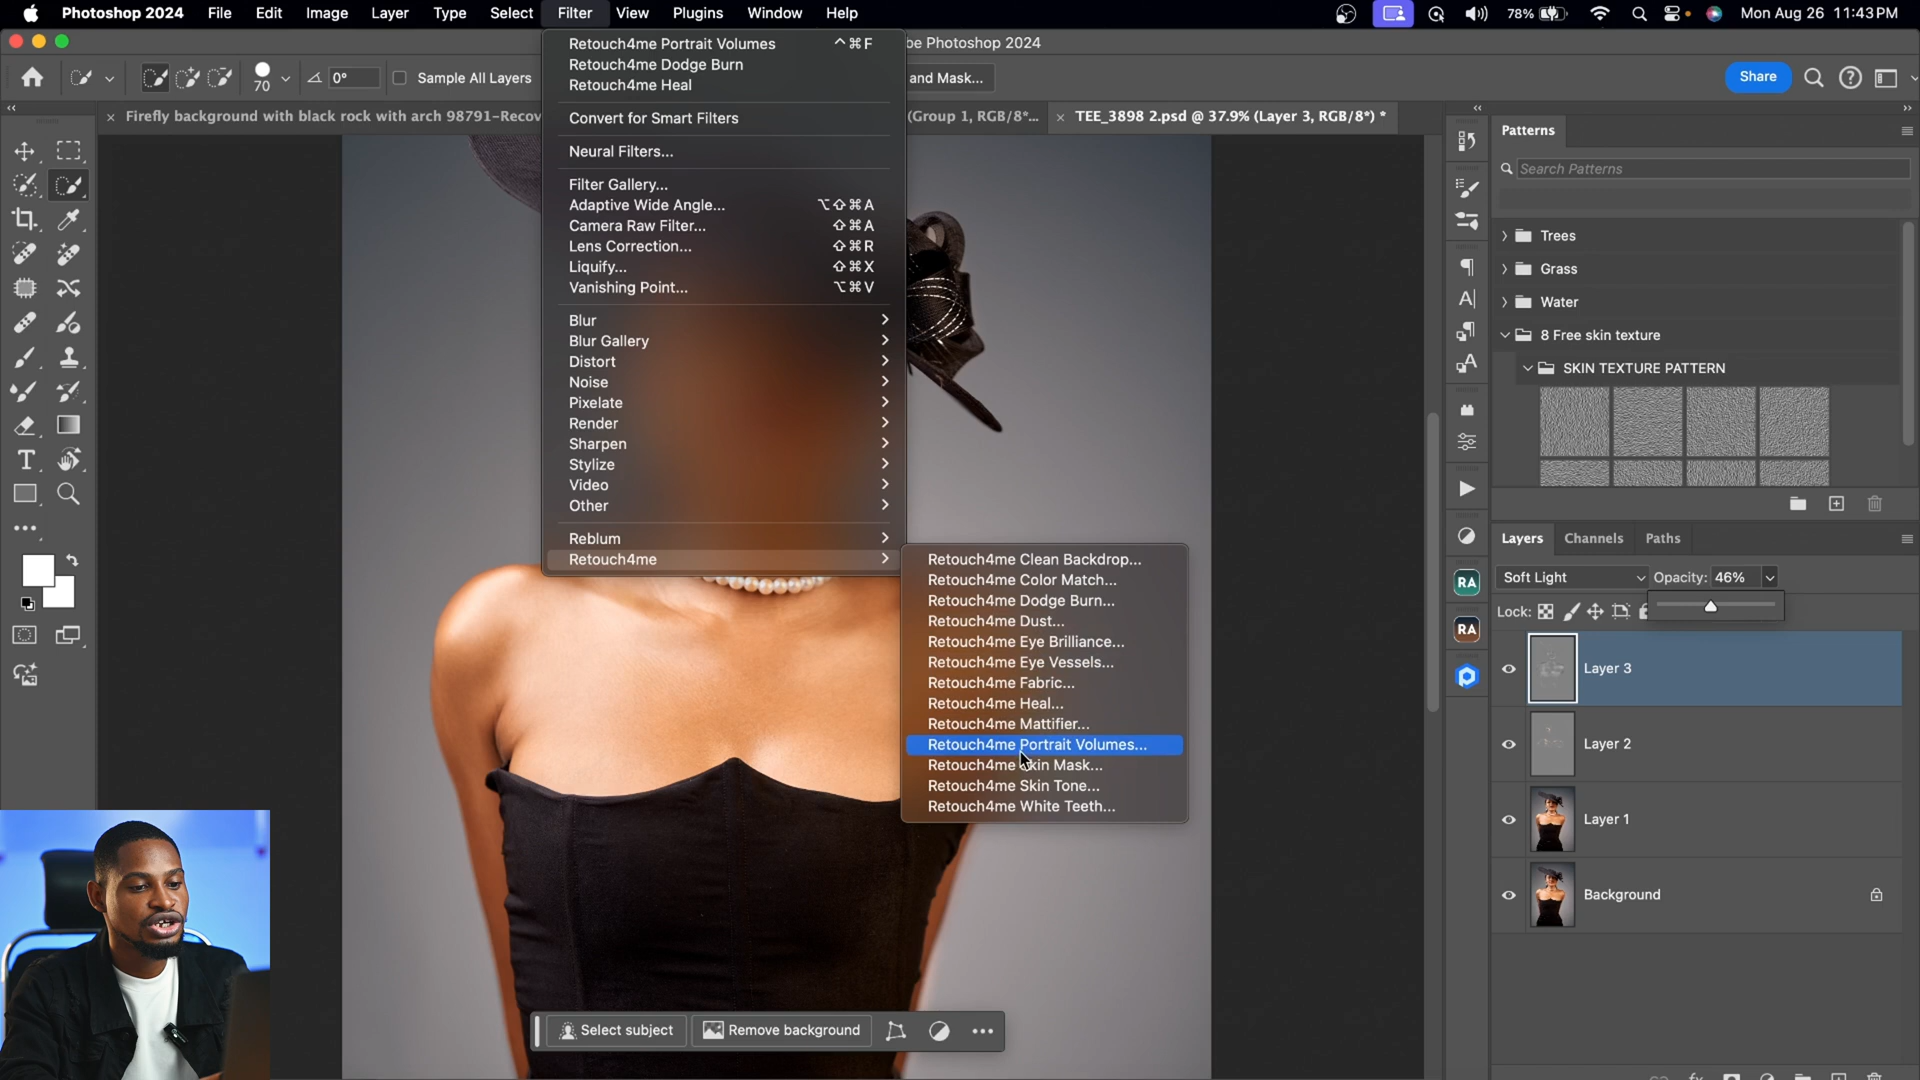 Photoshop 2024 File Edit Image Layer Type Select Filter View Plugins Window Help
78% Mon Aug 26 11:43 PM
be Photoshop 2024
70 0° Sample All Layers and Mask... Share
Firefly background with black rock with arch 98791-Recov (Group 1, RGB/8*... TEE_3898 2.psd @ 37.9% (Layer 3, RGB/8*) *
Retouch4me Portrait Volumes ^⌘F
Retouch4me Dodge Burn
Retouch4me Heal
Convert for Smart Filters
Neural Filters...
Filter Gallery...
Adaptive Wide Angle... ⌥⇧⌘A
Camera Raw Filter... ⇧⌘A
Lens Correction... ⇧⌘R
Liquify... ⇧⌘X
Vanishing Point... ⌥⌘V
Blur
Blur Gallery
Distort
Noise
Pixelate
Render
Sharpen
Stylize
Video
Other
Reblum
Retouch4me
Retouch4me Clean Backdrop...
Retouch4me Color Match...
Retouch4me Dodge Burn...
Retouch4me Dust...
Retouch4me Eye Brilliance...
Retouch4me Eye Vessels...
Retouch4me Fabric...
Retouch4me Heal...
Retouch4me Mattifier...
Retouch4me Portrait Volumes...
Retouch4me Skin Mask...
Retouch4me Skin Tone...
Retouch4me White Teeth...
Select subject Remove background
RA
RA
Patterns
Search Patterns
Trees
Grass
Water
8 Free skin texture
SKIN TEXTURE PATTERN
Layers Channels Paths
Soft Light Opacity: 46%
Lock:
Layer 3
Layer 2
Layer 1
Background